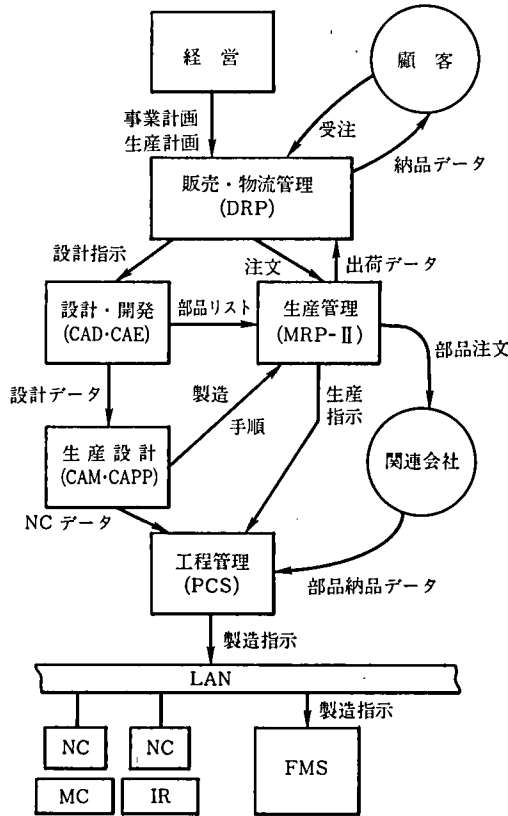 経営
顧客
事業計画
生産計画
受注
納品データ
販売・物流管理
(DRP)
設計指示
注文
出荷データ
設計・開発
(CAD・CAE)
部品リスト
生産管理
(MRP-II)
部品注文
設計データ
製造
手順
生産
指示
生産設計
(CAM・CAPP)
関連会社
NCデータ
工程管理
(PCS)
部品納品データ
製造指示
LAN
製造指示
NC
NC
FMS
MC
IR